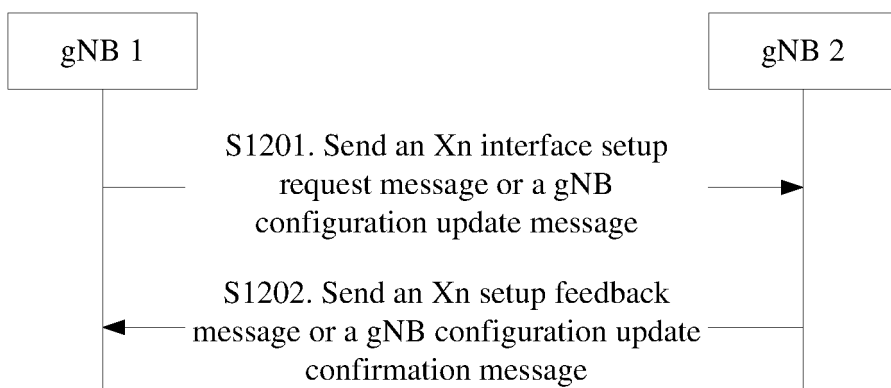 gNB 1
gNB 2
S1201. Send an Xn interface setup
request message or a gNB
configuration update message
S1202. Send an Xn setup feedback
message or a gNB configuration update
confirmation message